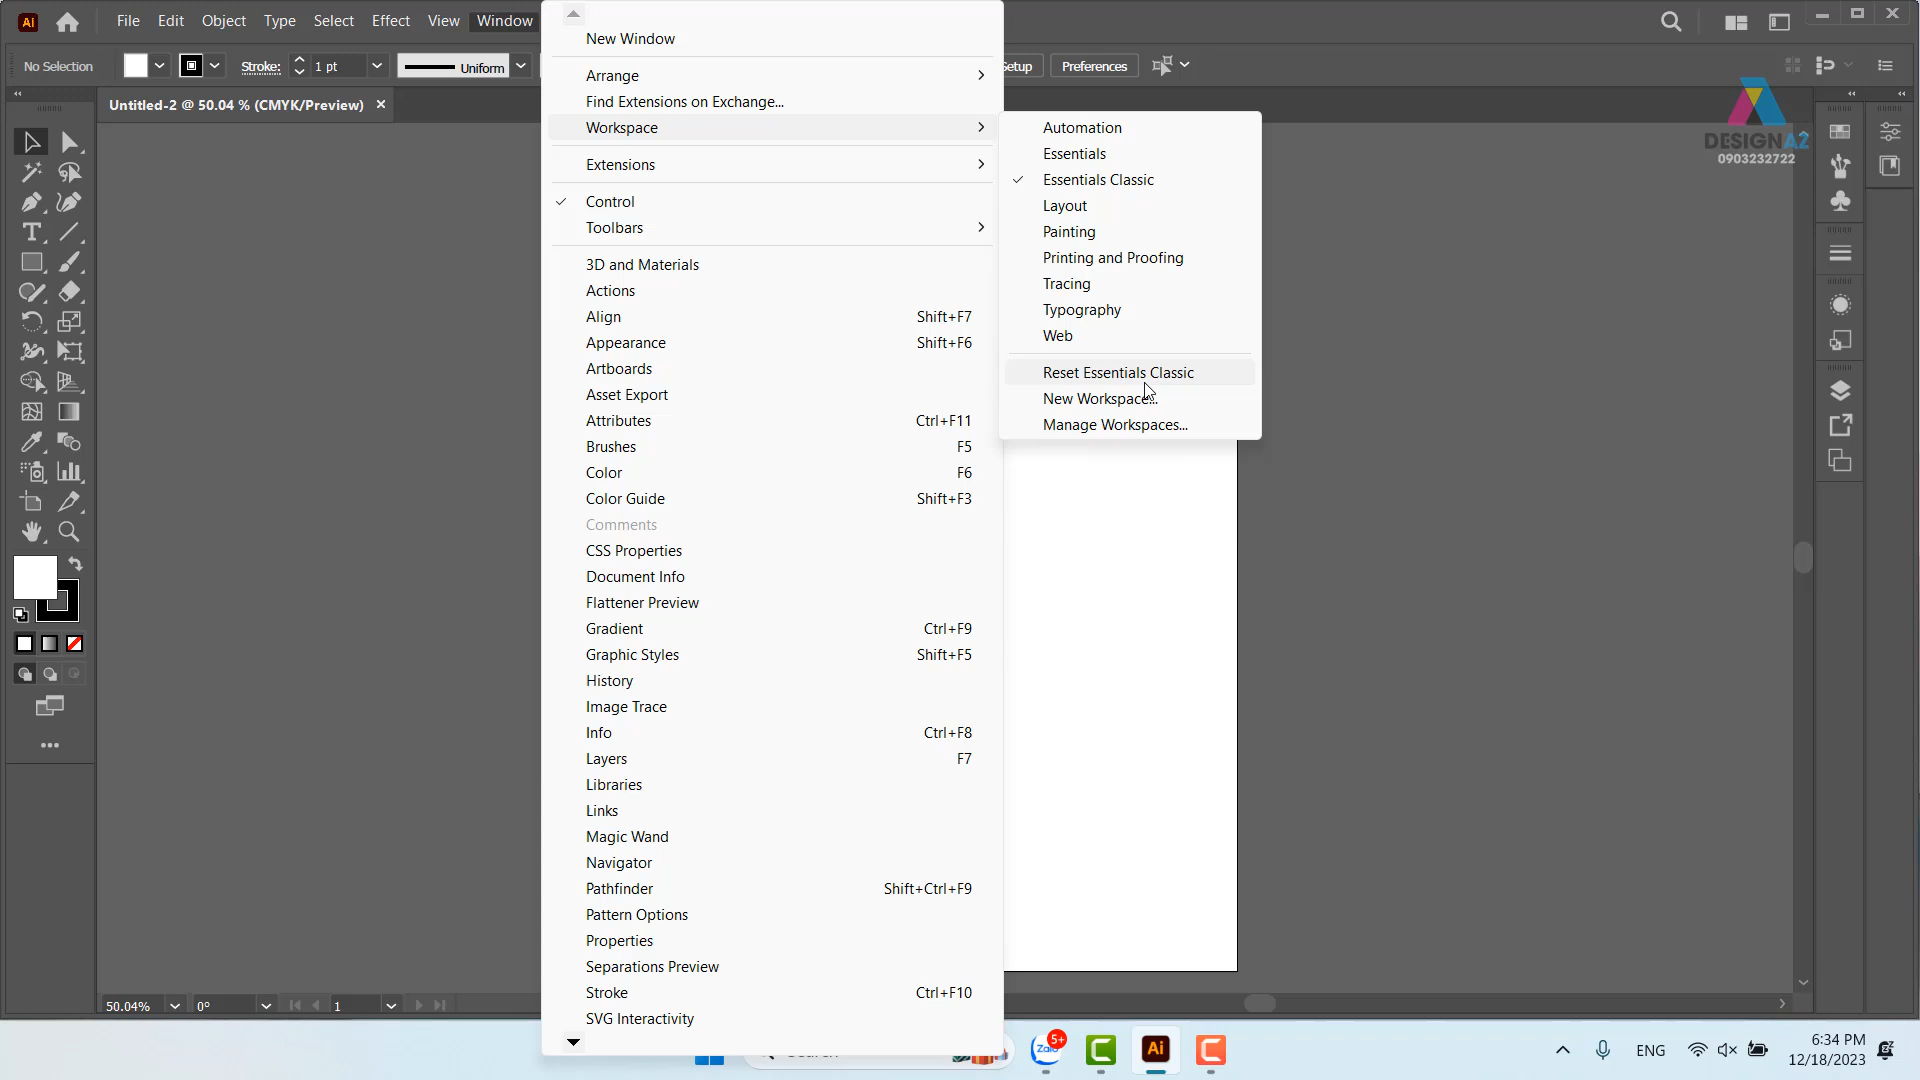 Ai
File Edit Object Type Select Effect View Window
No Selection
Stroke:
1 pt
Uniform
Preferences
Untitled-2 @ 50.04 % (CMYK/Preview)
New Window
Arrange
Find Extensions on Exchange...
Workspace
Extensions
Control
Toolbars
3D and Materials
Actions
Align Shift+F7
Appearance Shift+F6
Artboards
Asset Export
Attributes Ctrl+F11
Brushes F5
Color F6
Color Guide Shift+F3
Comments
CSS Properties
Document Info
Flattener Preview
Gradient Ctrl+F9
Graphic Styles Shift+F5
History
Image Trace
Info Ctrl+F8
Layers F7
Libraries
Links
Magic Wand
Navigator
Pathfinder Shift+Ctrl+F9
Pattern Options
Properties
Separations Preview
Stroke Ctrl+F10
SVG Interactivity
Automation
Essentials
Essentials Classic
Layout
Painting
Printing and Proofing
Tracing
Typography
Web
Reset Essentials Classic
New Workspace...
Manage Workspaces...
DESIGNAZ
0903232722
50.04%
0°
1
Zalo
5+
Ai
ENG
6:34 PM
12/18/2023